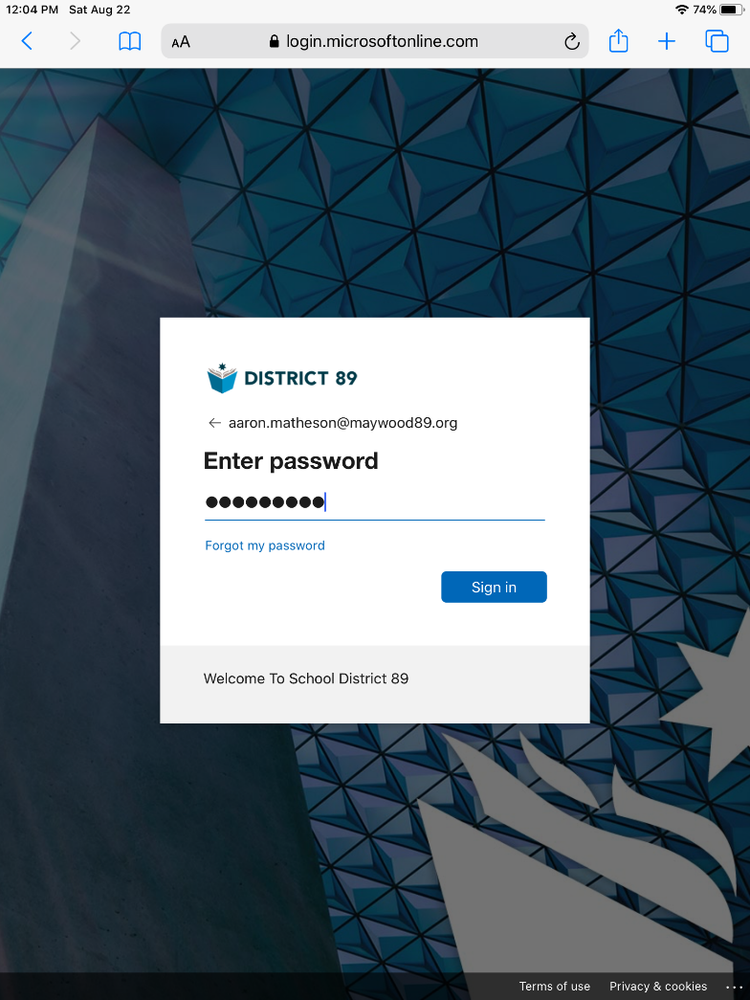 12:04 PM Sat Aug 22 74%
AA login.microsoftonline.com
DISTRICT 89
aaron.matheson@maywood89.org
Enter password
Forgot my password
Sign in
Welcome To School District 89
Terms of use Privacy & cookies